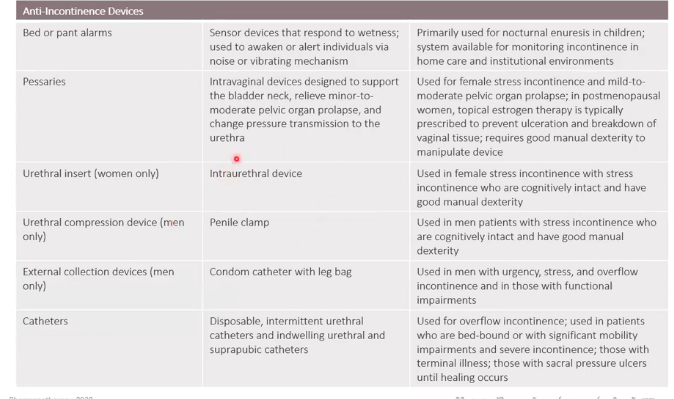 Anti-Incontinence Devices
Bed or pant alarms
Sensor devices that respond to wetness;
used to awaken or alert individuals via
noise or vibrating mechanism
Primarily used for nocturnal enuresis in children;
system available for monitoring incontinence in
home care and institutional environments
Pessaries
Intravaginal devices designed to support
the bladder neck, relieve minor-to-
moderate pelvic organ prolapse, and
change pressure transmission to the
urethra
Used for female stress incontinence and mild-to-
moderate pelvic organ prolapse; in postmenopausal
women, topical estrogen therapy is typically
prescribed to prevent ulceration and breakdown of
vaginal tissue; requires good manual dexterity to
manipulate device
Urethral insert (women only)
Intraurethral device
Used in female stress incontinence with stress
incontinence who are cognitively intact and have
good manual dexterity
Urethral compression device (men
only)
Penile clamp
Used in men patients with stress incontinence who
are cognitively intact and have good manual
dexterity
External collection devices (men
only)
Condom catheter with leg bag
Used in men with urgency, stress, and overflow
incontinence and in those with functional
impairments
Catheters
Disposable, intermittent urethral
catheters and indwelling urethral and
suprapubic catheters
Used for overflow incontinence; used in patients
who are bed-bound or with significant mobility
impairments and severe incontinence; those with
terminal illness; those with sacral pressure ulcers
until healing occurs